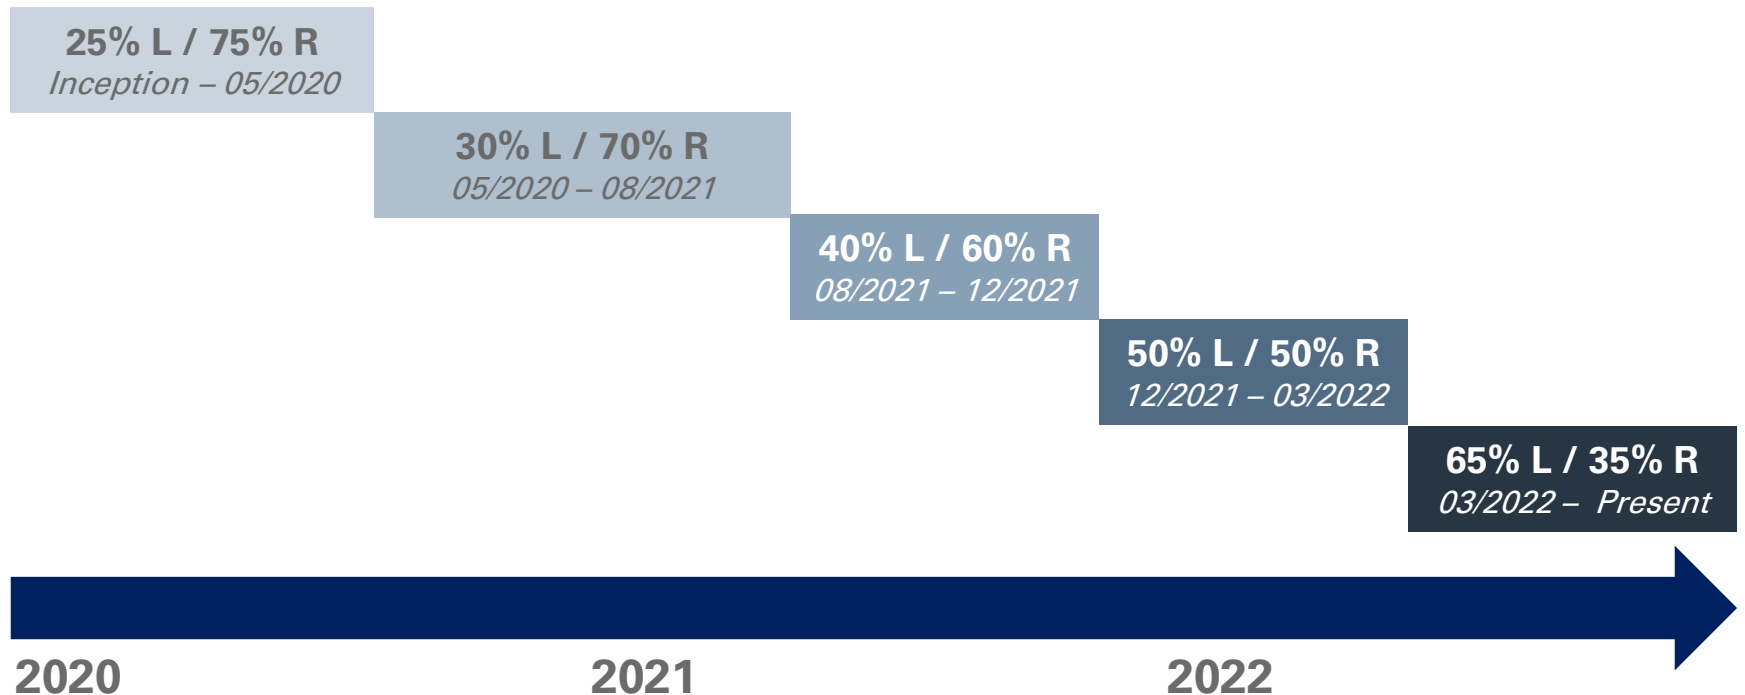 25% L / 75% R
Inception – 05/2020
30% L / 70% R
05/2020 – 08/2021
40% L / 60% R
08/2021 – 12/2021
50% L / 50% R
12/2021 – 03/2022
65% L / 35% R
03/2022 –  Present
2020 2021 2022